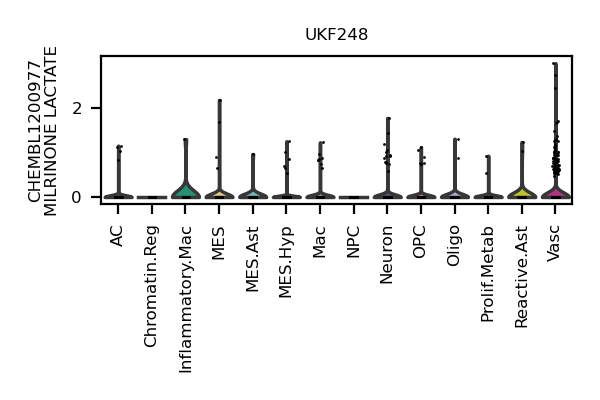 UKF248
CHEMBL1200977
MILRINONE LACTATE
2
0
AC
Chromatin.Reg
Inflammatory.Mac
MES
MES.Ast
MES.Hyp
Mac
NPC
Neuron
OPC
Oligo
Prolif.Metab
Reactive.Ast
Vasc